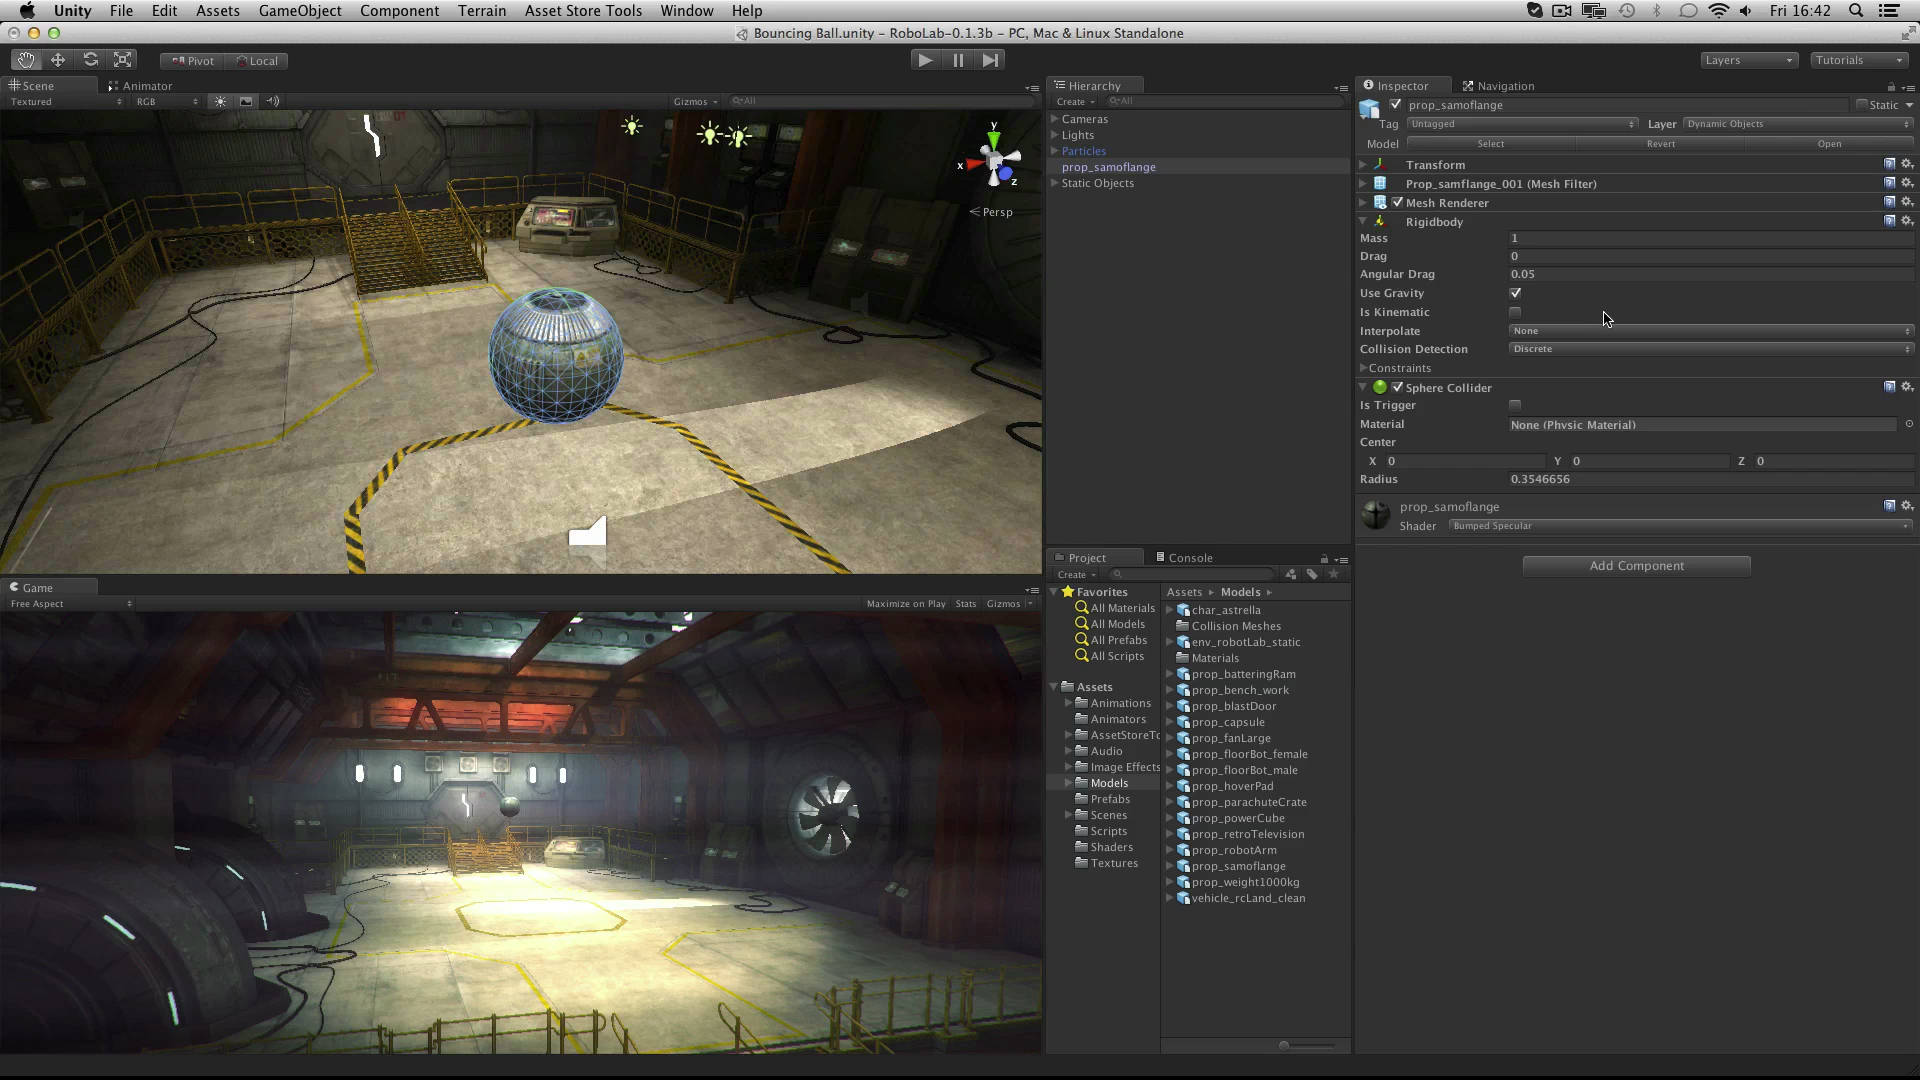 Unity File Edit Assets GameObject Component Terrain Asset Store Tools Window Help Fri 16:42
Bouncing Ball.unity - RoboLab-0.1.3b - PC, Mac & Linux Standalone
Pivot Local Layers Tutorials
Scene Animator
Textured RGB Gizmos All
y
x
z
Persp
Game
Free Aspect Maximize on Play Stats Gizmos
Hierarchy
Create All
Cameras
Lights
Particles
prop_samoflange
Static Objects
Project Console
Create
Favorites
All Materials
All Models
All Prefabs
All Scripts
Assets
Animations
Animators
AssetStoreTo
Audio
Image Effects
Models
Prefabs
Scenes
Scripts
Shaders
Textures
Assets Models
char_astrella
Collision Meshes
env_robotLab_static
Materials
prop_batteringRam
prop_bench_work
prop_blastDoor
prop_capsule
prop_fanLarge
prop_floorBot_female
prop_floorBot_male
prop_hoverPad
prop_parachuteCrate
prop_powerCube
prop_retroTelevision
prop_robotArm
prop_samoflange
prop_weight1000kg
vehicle_rcLand_clean
Inspector Navigation
prop_samoflange Static
Tag Untagged Layer Dynamic Objects
Model Select Revert Open
Transform
Prop_samflange_001 (Mesh Filter)
Mesh Renderer
Rigidbody
Mass 1
Drag 0
Angular Drag 0.05
Use Gravity
Is Kinematic
Interpolate None
Collision Detection Discrete
Constraints
Sphere Collider
Is Trigger
Material None (Physic Material)
Center
X 0 Y 0 Z 0
Radius 0.3546656
prop_samoflange
Shader Bumped Specular
Add Component